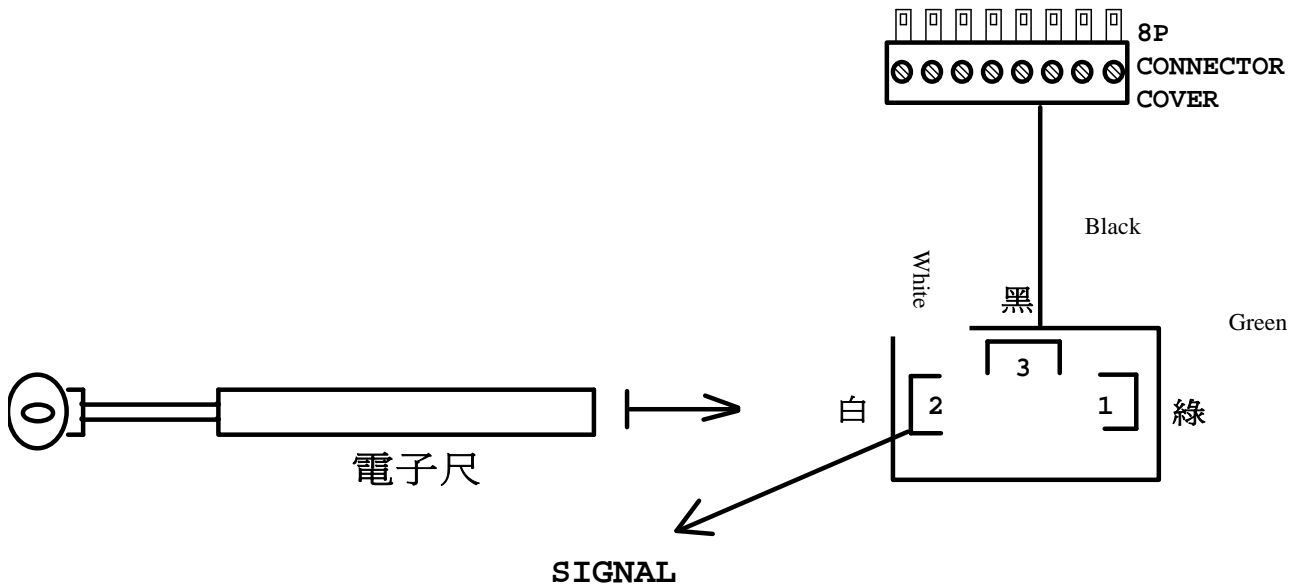 8P
CONNECTOR
COVER
Black
White
黑
Green
3
白
2
1
綠
電子尺
SIGNAL